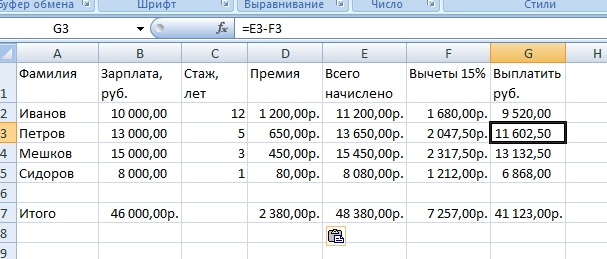 Буфер обмена Шрифт Выравнивание Число Стили
G3 fx =E3-F3
A B C D E F G H
1 Фамилия Зарплата, руб. Стаж, лет Премия Всего начислено Вычеты 15% Выплатить руб.
2 Иванов 10 000,00 12 1 200,00р. 11 200,00р. 1 680,00р. 9 520,00
3 Петров 13 000,00 5 650,00р. 13 650,00р. 2 047,50р. 11 602,50
4 Мешков 15 000,00 3 450,00р. 15 450,00р. 2 317,50р. 13 132,50
5 Сидоров 8 000,00 1 80,00р. 8 080,00р. 1 212,00р. 6 868,00
6
7 Итого 46 000,00р. 2 380,00р. 48 380,00р. 7 257,00р. 41 123,00р.
8
9